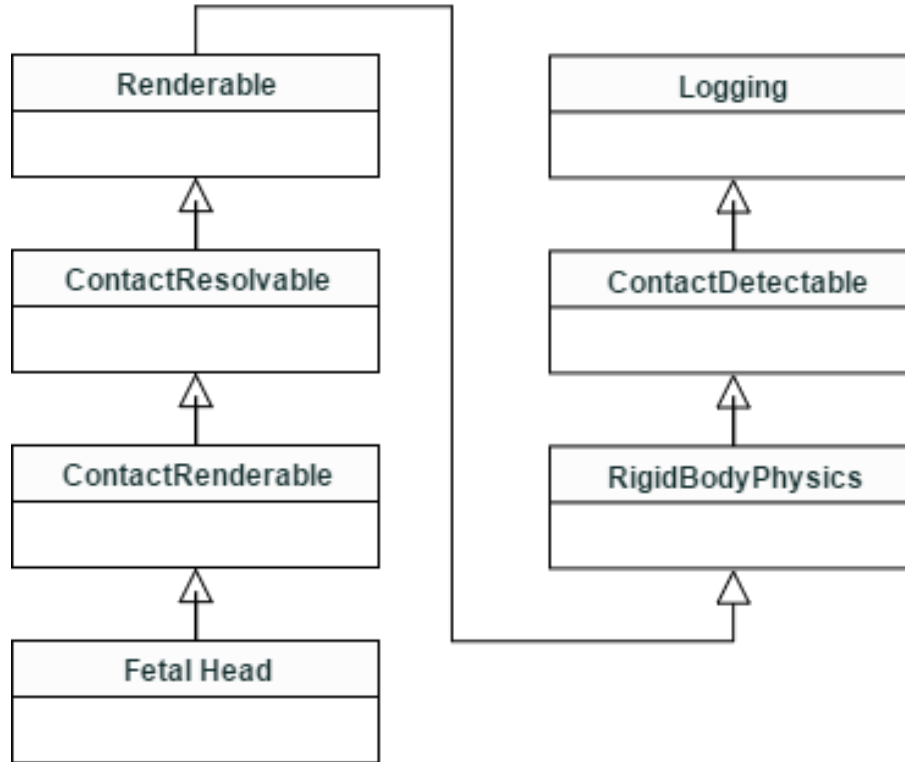 Renderable
ContactResolvable
ContactRenderable
Fetal Head
Logging
ContactDetectable
RigidBodyPhysics